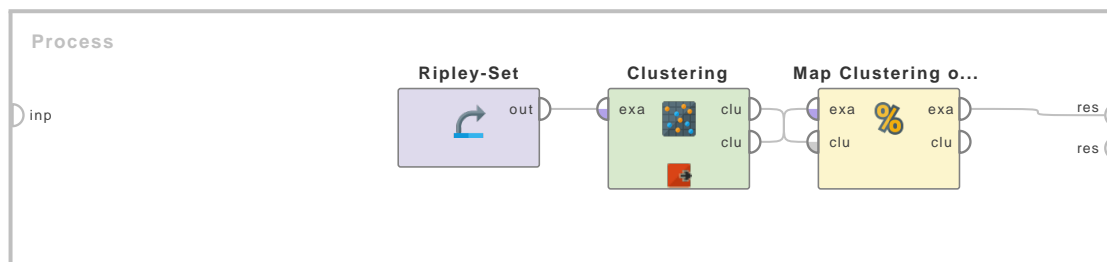 Process
Ripley-Set
Clustering
Map Clustering o...
inp
out
exa
clu
clu
exa
clu
%
exa
clu
res
res